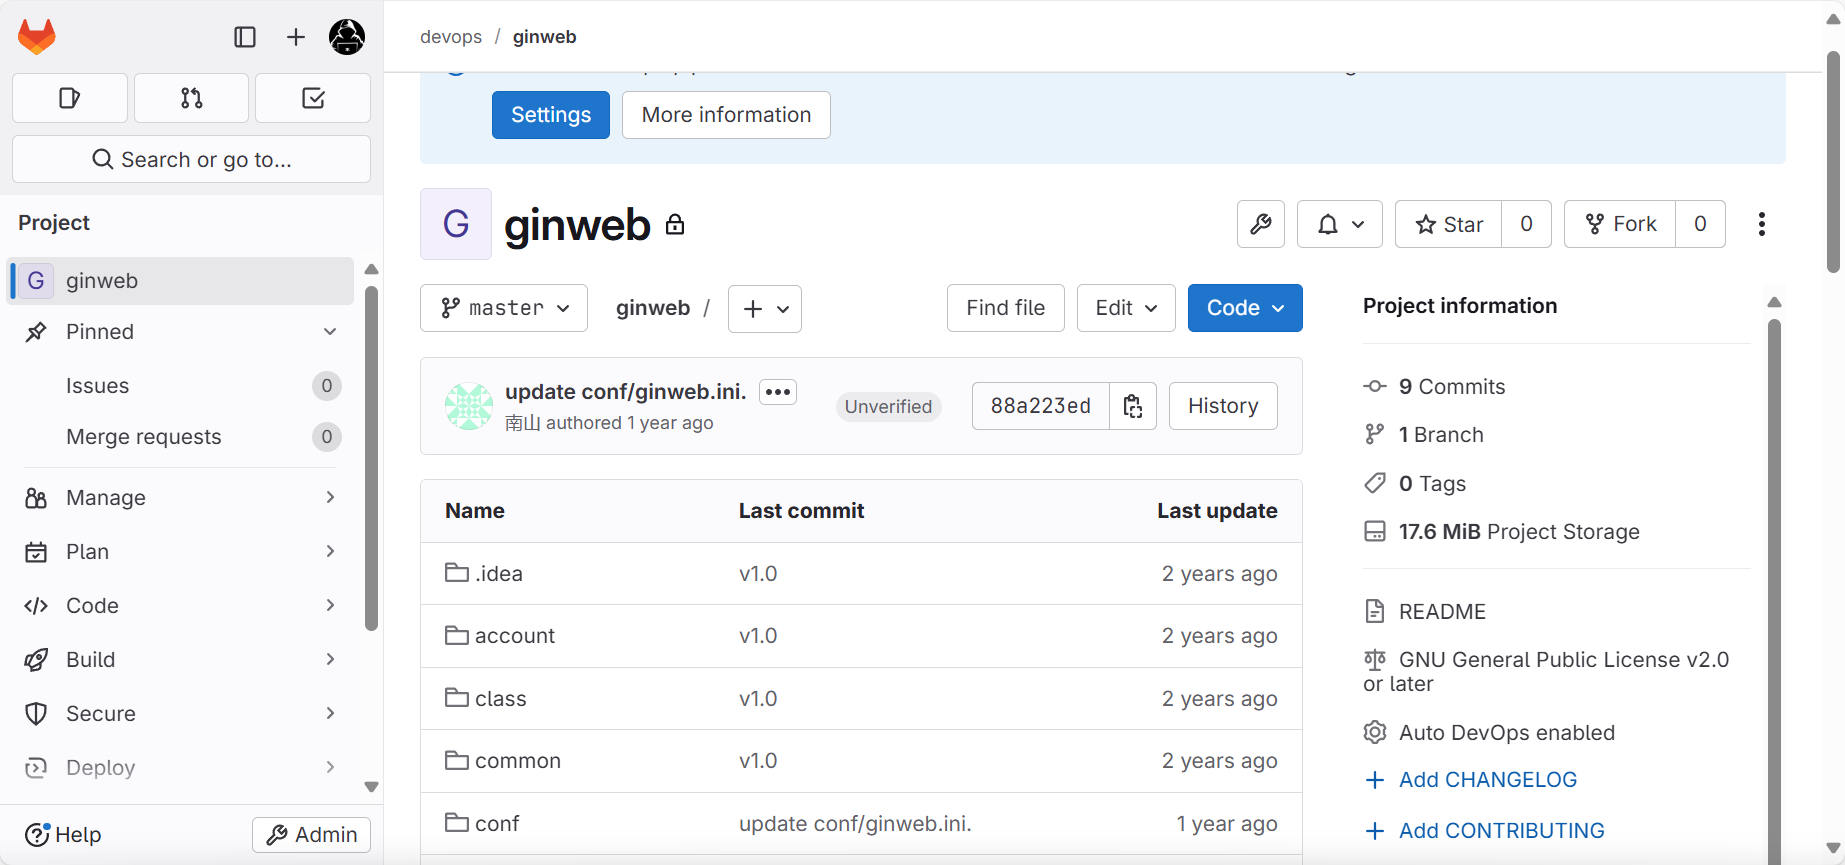 devops / ginweb
Settings
More information
Search or go to...
Project
G ginweb
Pinned
Issues 0
Merge requests 0
Manage
Plan
Code
Build
Secure
Deploy
Help
Admin
G ginweb
Star 0
Fork 0
master
ginweb /
Find file
Edit
Code
update conf/ginweb.ini.
南山 authored 1 year ago
Unverified
88a223ed
History
Name Last commit Last update
.idea v1.0 2 years ago
account v1.0 2 years ago
class v1.0 2 years ago
common v1.0 2 years ago
conf update conf/ginweb.ini. 1 year ago
Project information
9 Commits
1 Branch
0 Tags
17.6 MiB Project Storage
README
GNU General Public License v2.0
or later
Auto DevOps enabled
Add CHANGELOG
Add CONTRIBUTING